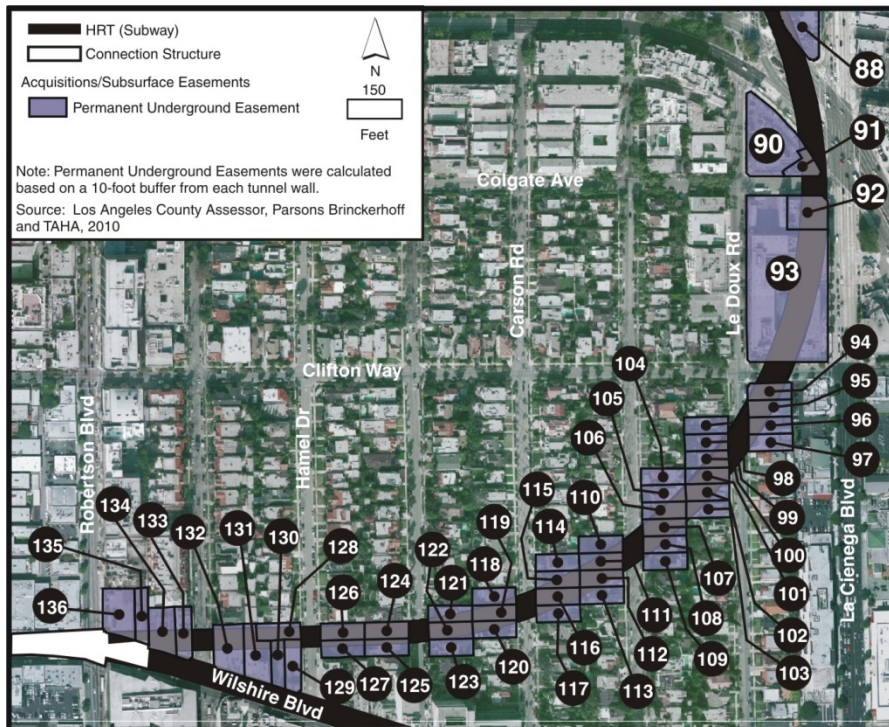 HRT (Subway)
Connection Structure
Acquisitions/Subsurface Easements
Permanent Underground Easement
N
150
Feet
Note: Permanent Underground Easements were calculated
based on a 10-foot buffer from each tunnel wall.
Source: Los Angeles County Assessor, Parsons Brinckerhoff
and TAHA, 2010
88
91
90
Colgate Ave
92
93
Carson Rd
Le Doux Rd
Clifton Way
104
94
105
95
106
96
97
Robertson Blvd
Hamel Dr
La Cienega Blvd
98
99
100
101
102
103
115
110
114
119
118
122
121
107
108
109
111
112
113
116
117
120
123
124
125
126
127
128
129
130
131
132
133
134
135
136
Wilshire Blvd